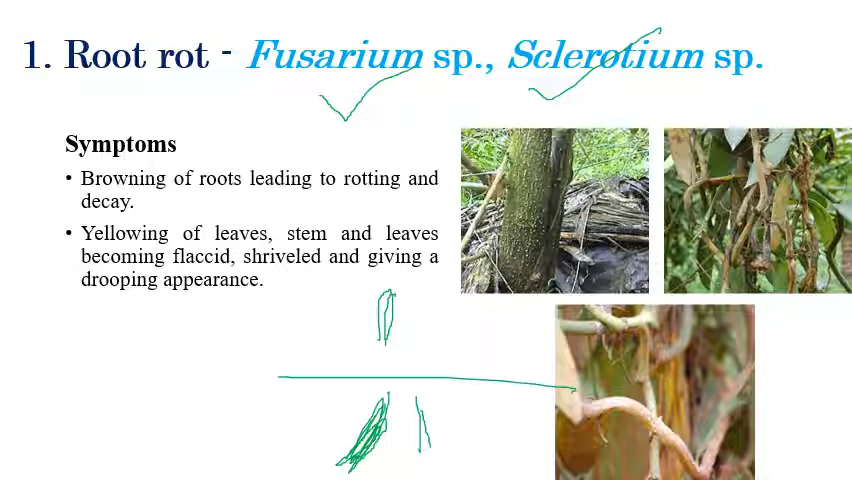 1. Root rot - Fusarium sp., Sclerotium sp.
Symptoms
• Browning of roots leading to rotting and
decay.
• Yellowing of leaves, stem and leaves
becoming flaccid, shriveled and giving a
drooping appearance.